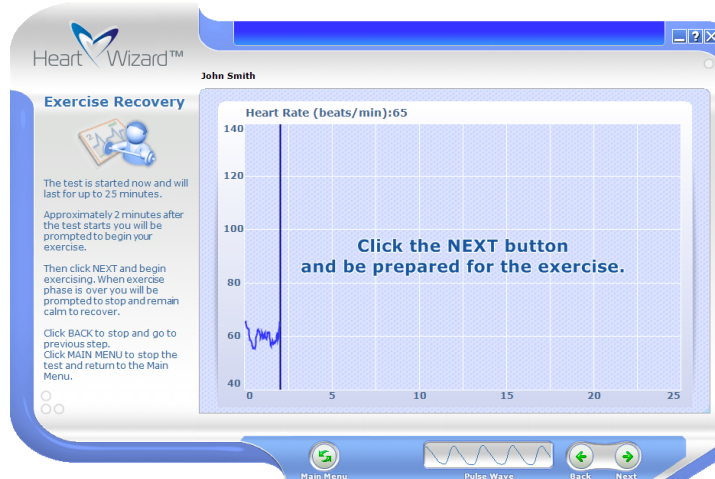 Heart Wizard™
?
John Smith
Exercise Recovery
The test is started now and will
last for up to 25 minutes.
Approximately 2 minutes after
the test starts you will be
prompted to begin your
exercise.
Then click NEXT and begin
exercising. When exercise
phase is over you will be
prompted to stop and remain
calm to recover.
Click BACK to stop and go to
previous step.
Click MAIN MENU to stop the
test and return to the Main
Menu.
Heart Rate (beats/min):65
140
120
100
80
60
40
0 5 10 15 20 25
Click the NEXT button
and be prepared for the exercise.
Main Menu
Pulse Wave
Back
Next